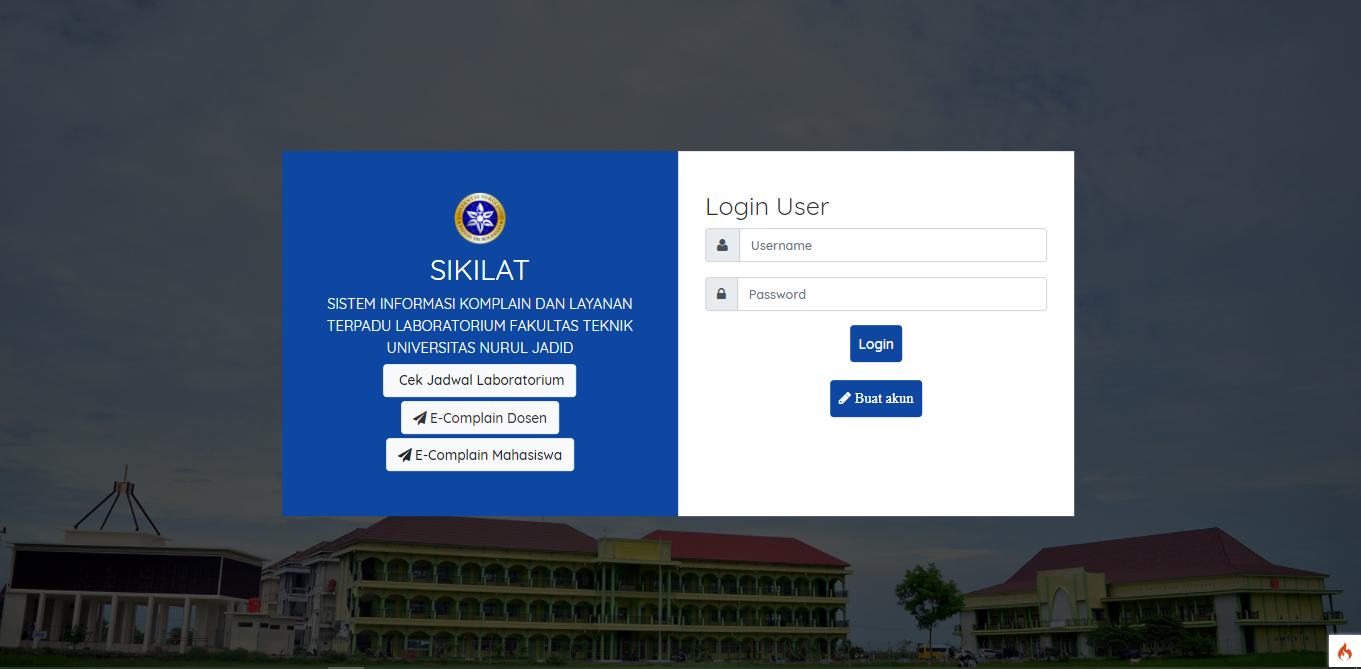 SIKILAT
SISTEM INFORMASI KOMPLAIN DAN LAYANAN
TERPADU LABORATORIUM FAKULTAS TEKNIK
UNIVERSITAS NURUL JADID
Cek Jadwal Laboratorium
E-Complain Dosen
E-Complain Mahasiswa
Login User
Username
Password
Login
Buat akun